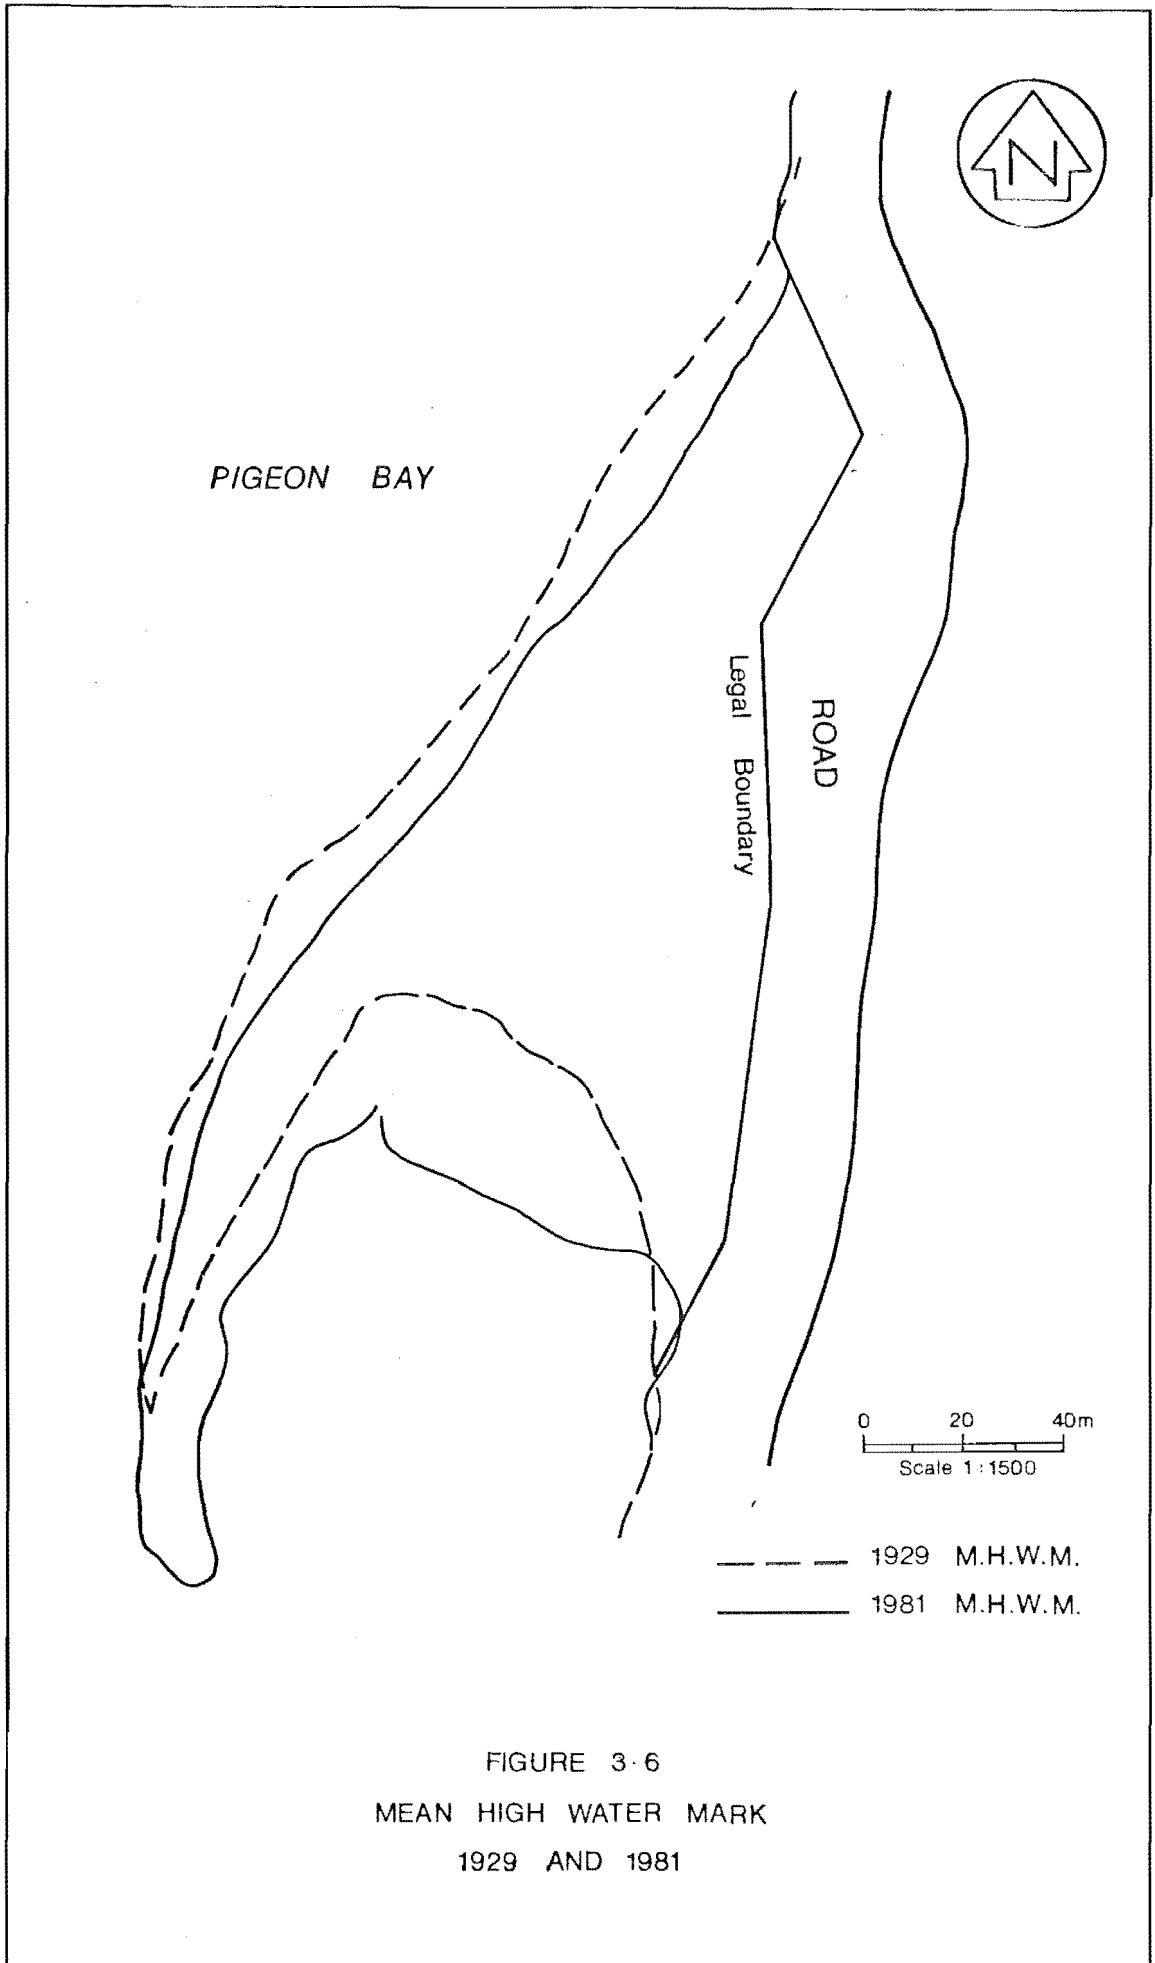 N
PIGEON BAY
Legal Boundary
ROAD
0 20 40m
Scale 1:1500
1929 M.H.W.M.
1981 M.H.W.M.
FIGURE 3·6
MEAN HIGH WATER MARK
1929 AND 1981